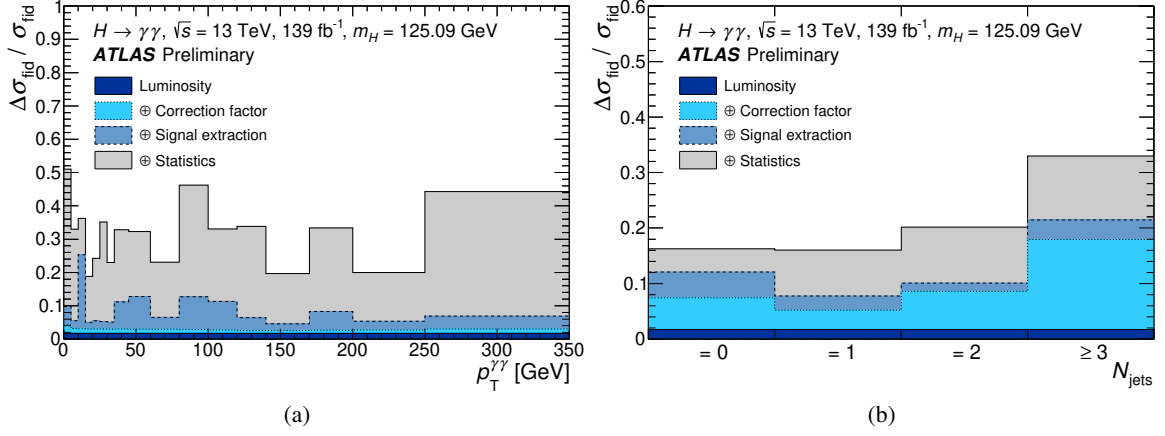 H → γγ, √s = 13 TeV, 139 fb⁻¹, m_H = 125.09 GeV
ATLAS Preliminary
Luminosity
⊕ Correction factor
⊕ Signal extraction
⊕ Statistics
Δσ_fid / σ_fid
1
0.9
0.8
0.7
0.6
0.5
0.4
0.3
0.2
0.1
0
0 50 100 150 200 250 300 350
p_T^γγ [GeV]
(a)
H → γγ, √s = 13 TeV, 139 fb⁻¹, m_H = 125.09 GeV
ATLAS Preliminary
Luminosity
⊕ Correction factor
⊕ Signal extraction
⊕ Statistics
Δσ_fid / σ_fid
0.6
0.5
0.4
0.3
0.2
0.1
0
= 0 = 1 = 2 ≥ 3
N_jets
(b)